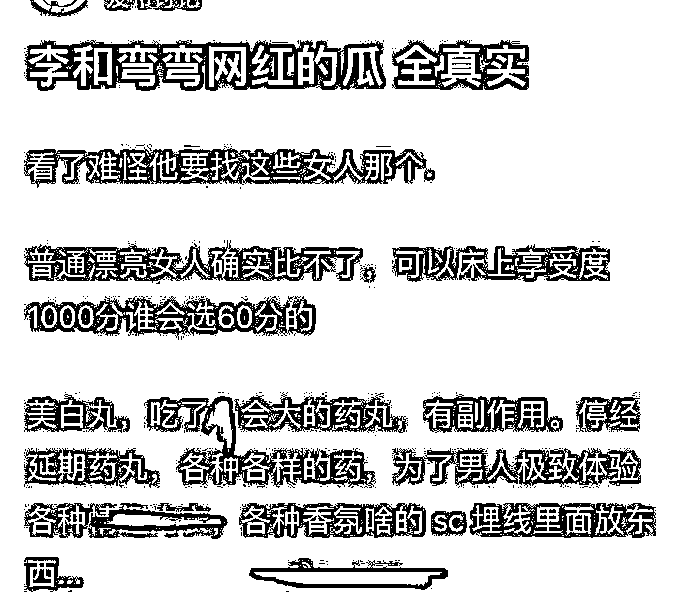 李和弯弯网红的瓜 全真实
看了难怪他要找这些女人那个.
普通漂亮女人确实比不了。可以床上享受度
1000分谁会选60分的
美白丸，吃了 会大的药丸，有副作用。停经
延期药丸，各种各样的药，为了男人极致体验
各种 ，各种香氛啥的 sc 埋线里面放东
西...